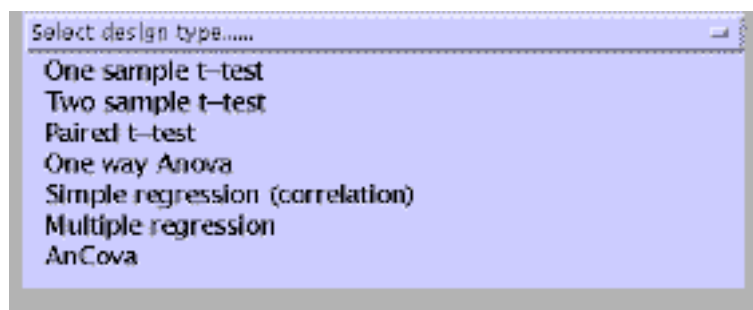 Select design type......
One sample t-test
Two sample t-test
Paired t-test
One way Anova
Simple regression (correlation)
Multiple regression
AnCova